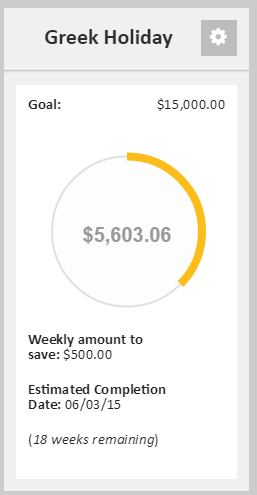 Greek Holiday
Goal: $15,000.00
$5,603.06
Weekly amount to
save: $500.00
Estimated Completion
Date: 06/03/15
(18 weeks remaining)